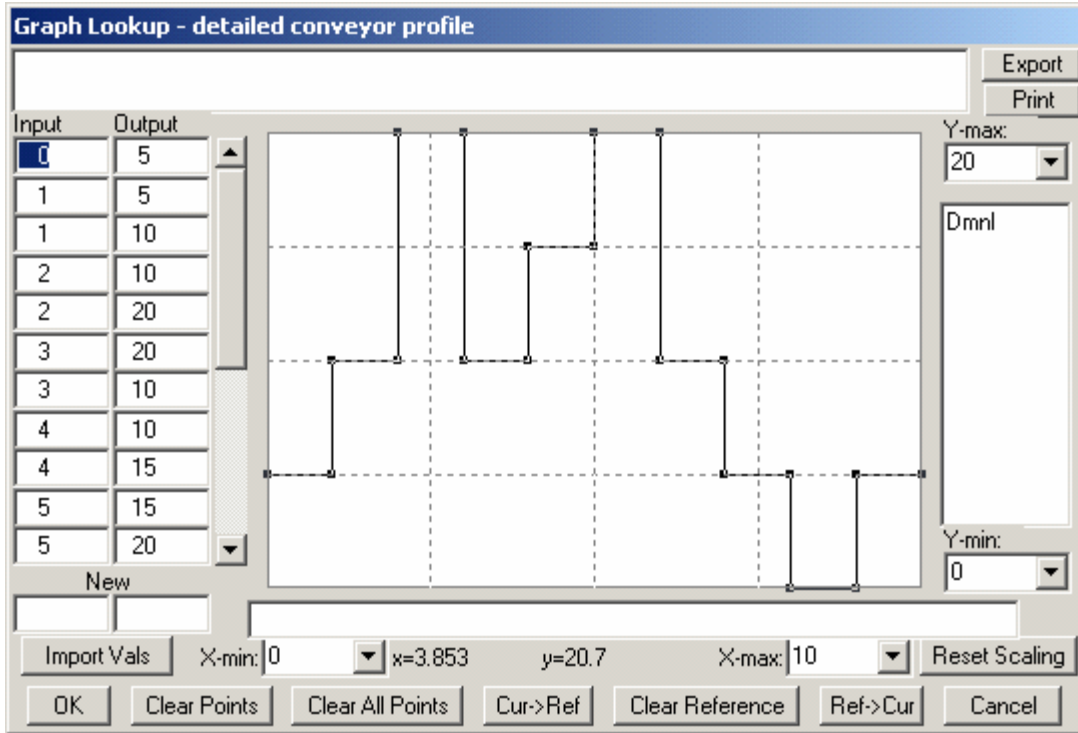 Graph Lookup - detailed conveyor profile
Export
Print
Input Output
0 5
1 5
1 10
2 10
2 20
3 20
3 10
4 10
4 15
5 15
5 20
New
Y-max:
20
Dmnl
Y-min:
0
Import Vals X-min: 0 x=3.853 y=20.7 X-max: 10 Reset Scaling
OK Clear Points Clear All Points Cur->Ref Clear Reference Ref->Cur Cancel